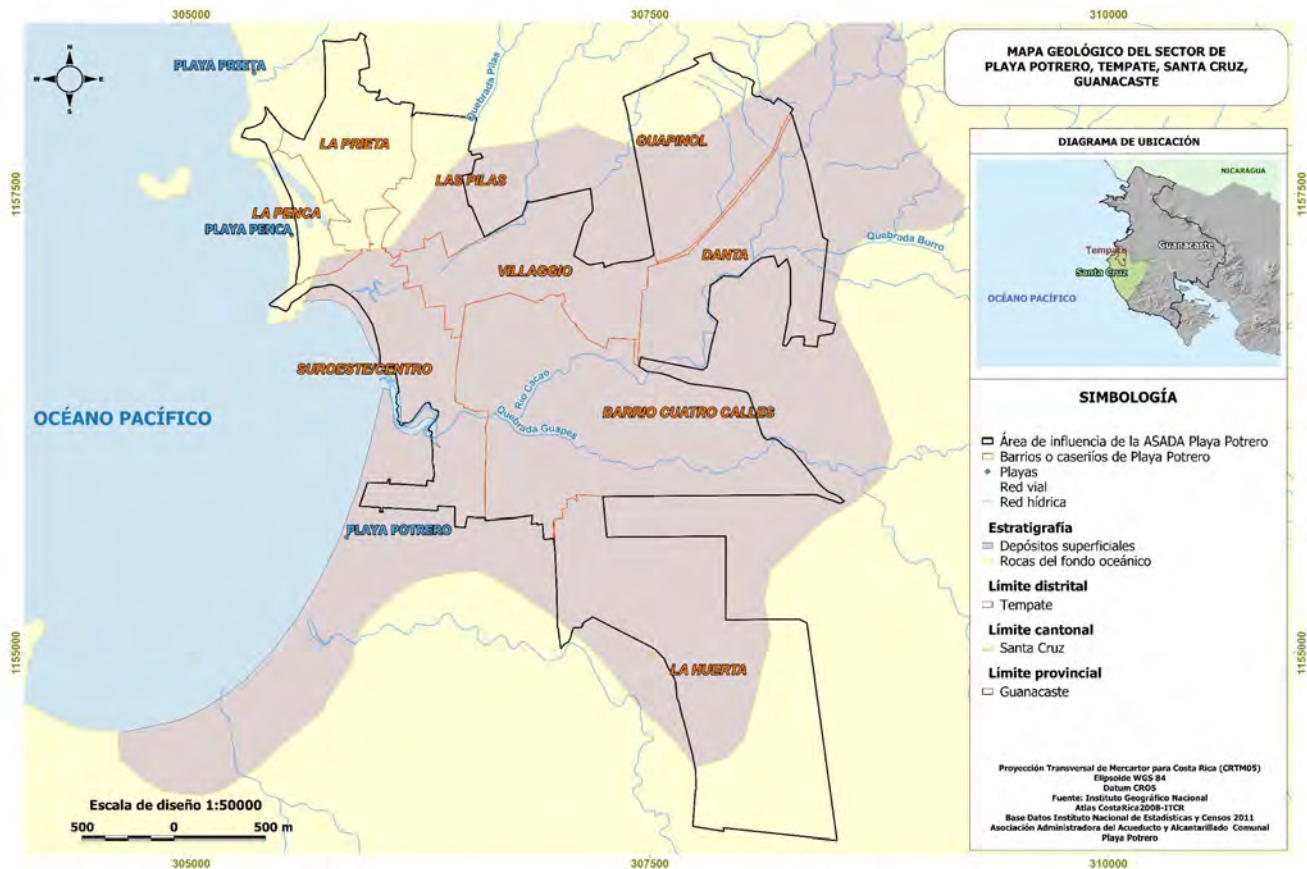 305000
307500
310000
MAPA GEOLÓGICO DEL SECTOR DE
PLAYA POTRERO, TEMPATE, SANTA CRUZ,
GUANACASTE
N
W
E
S
PLAYA PRIETA
Quebrada Pilas
LA PRIETA
GUAPINOL
LAS PILAS
1157500
1157500
LA PENCA
PLAYA PENCA
Quebrada Burro
DANTA
VILLAGGIO
SUROESTE/CENTRO
Río Cacao
OCÉANO PACÍFICO
BARRIO CUATRO CALLES
Quebrada Guapes
PLAYA POTRERO
1155000
1155000
LA HUERTA
Escala de diseño 1:50000
500
0
500 m
305000
307500
310000
DIAGRAMA DE UBICACIÓN
NICARAGUA
Guanacaste
Tempate
Santa Cruz
OCÉANO PACÍFICO
SIMBOLOGÍA
Área de influencia de la ASADA Playa Potrero
Barrios o caseriíos de Playa Potrero
Playas
Red vial
Red hídrica
Estratigrafía
Depósitos superficiales
Rocas del fondo oceánico
Límite distrital
Tempate
Límite cantonal
Santa Cruz
Límite provincial
Guanacaste
Proyección Transversal de Mercartor para Costa Rica (CRTM05)
Elipsoide WGS 84
Datum CR05
Fuente: Instituto Geográfico Nacional
Atlas CostaRica2008-ITCR
Base Datos Instituto Nacional de Estadísticas y Censos 2011
Asociación Administradora del Acueducto y Alcantarillado Comunal
Playa Potrero